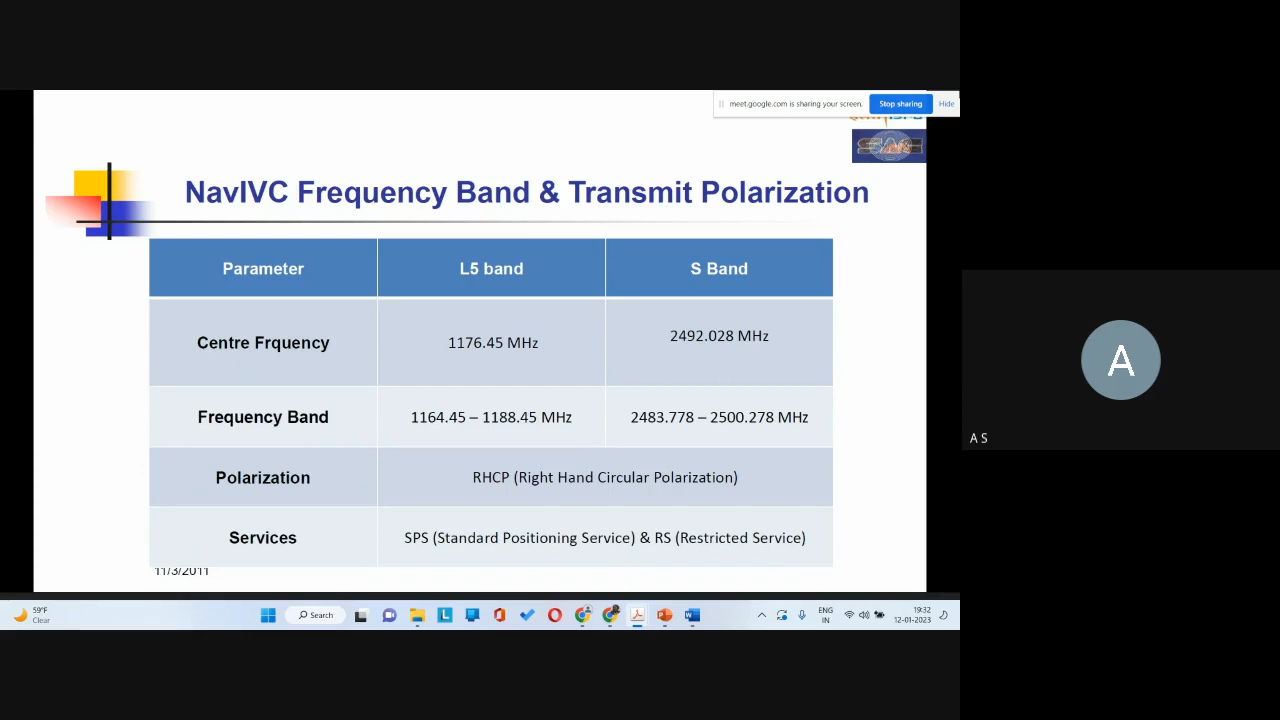 meet.google.com is sharing your screen. Stop sharing Hide
NavIVC Frequency Band & Transmit Polarization
Parameter L5 band S Band
Centre Frquency 1176.45 MHz 2492.028 MHz
Frequency Band 1164.45 – 1188.45 MHz 2483.778 – 2500.278 MHz
Polarization RHCP (Right Hand Circular Polarization)
Services SPS (Standard Positioning Service) & RS (Restricted Service)
11/3/2011
A
A S
59°F
Clear
Search
ENG
IN
19:32
12-01-2023